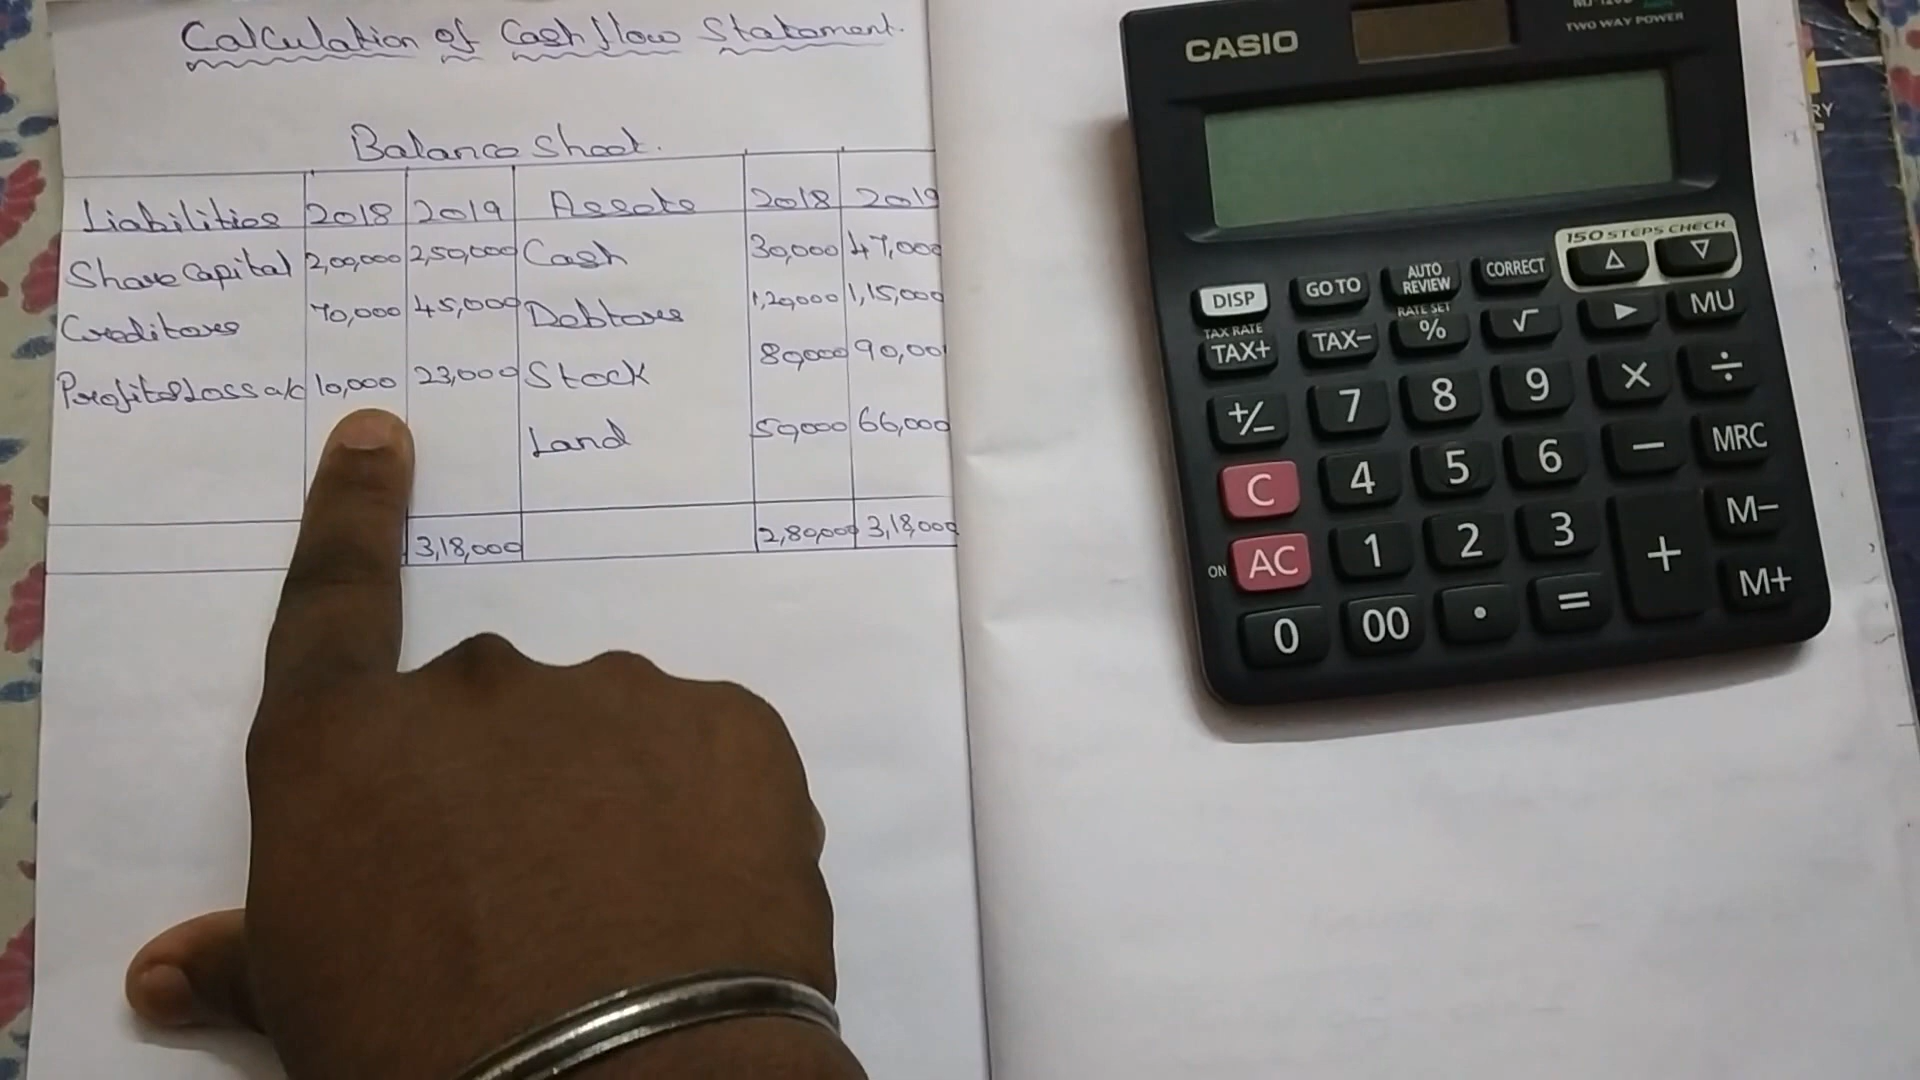 Calculation of Cash flow Statement.
Balance Sheet.
Liabilities 2018 2019 Assets 2018 2019
Share Capital 2,00,000 2,50,000 Cash 30,000 47,000
Creditors 70,000 45,000 Debtors 1,20,000 1,15,000
Profit & Loss a/c 10,000 23,000 Stock 80,000 90,00
Land 50,000 66,000
3,18,000 2,80,000 3,18,000
CASIO
TWO WAY POWER
150 STEPS CHECK
DISP GO TO AUTO REVIEW CORRECT △ ▽
TAX RATE RATE SET
TAX+ TAX- % √ ▶ MU
+/- 7 8 9 × ÷
C 4 5 6 − MRC
ON AC 1 2 3 + M−
0 00 · = M+
RY